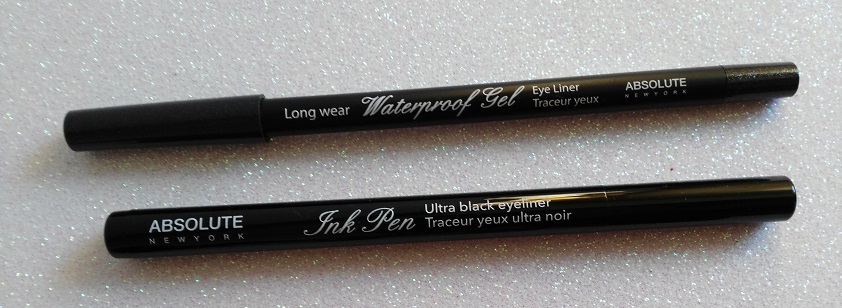 Long wear Waterproof Gel Eye Liner
Traceur yeux
ABSOLUTE
NEW YORK
ABSOLUTE
NEW YORK
Ink Pen Ultra black eyeliner
Traceur yeux ultra noir